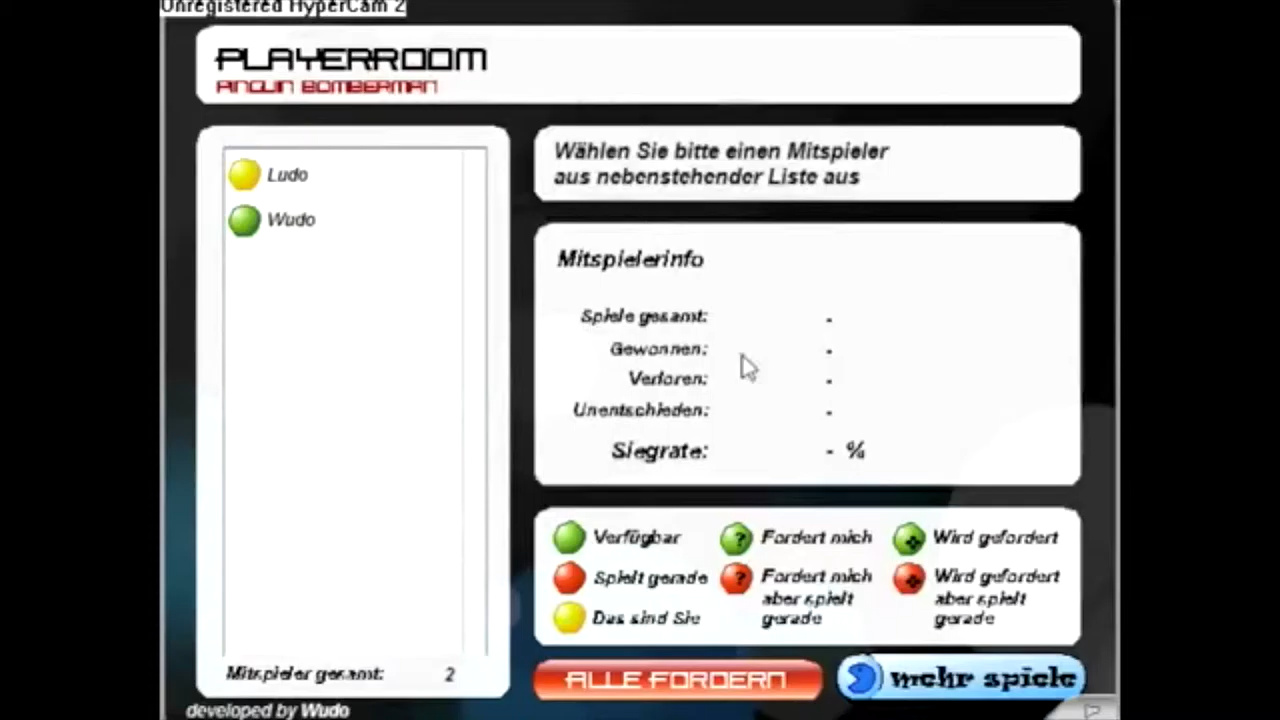 Unregistered HyperCam 2
PLAYERROOM
PINGUIN BOMBERMAN
Ludo
Wudo
Mitspieler gesamt: 2
Wählen Sie bitte einen Mitspieler
aus nebenstehender Liste aus
Mitspielerinfo
Spiele gesamt: -
Gewonnen: -
Verloren: -
Unentschieden: -
Siegrate: - %
Verfügbar
? Fordert mich
Wird gefordert
Spielt gerade
? Fordert mich
aber spielt
gerade
Wird gefordert
aber spielt
gerade
Das sind Sie
ALLE FORDERN
mehr spiele
developed by Wudo